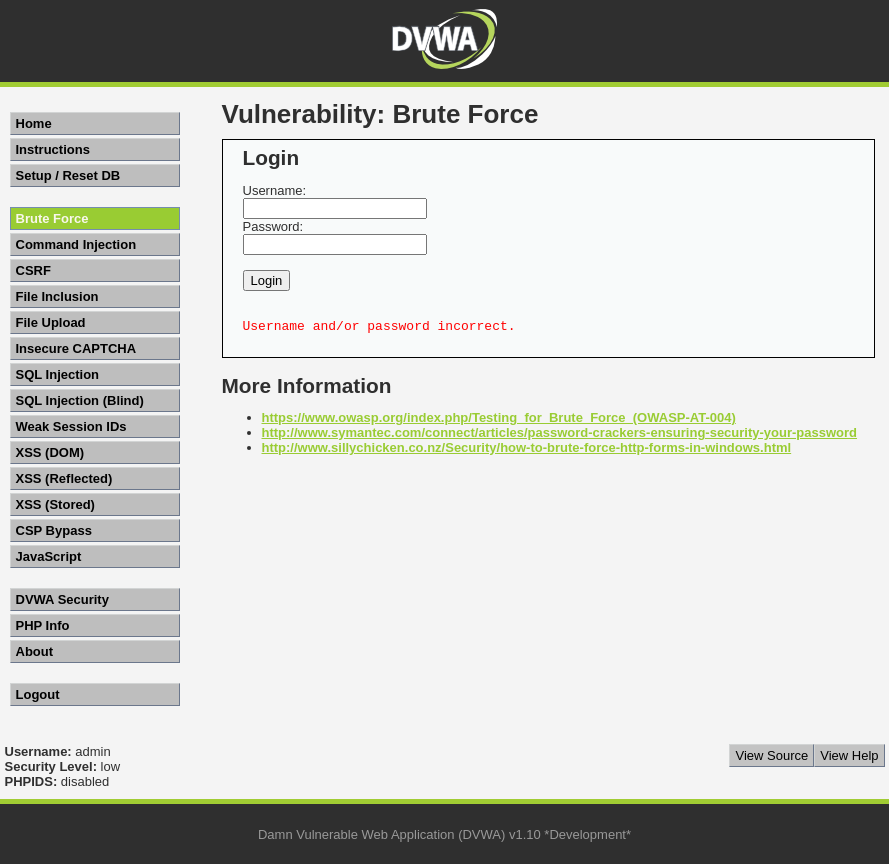 DVWA
Home
Instructions
Setup / Reset DB
Brute Force
Command Injection
CSRF
File Inclusion
File Upload
Insecure CAPTCHA
SQL Injection
SQL Injection (Blind)
Weak Session IDs
XSS (DOM)
XSS (Reflected)
XSS (Stored)
CSP Bypass
JavaScript
DVWA Security
PHP Info
About
Logout
Vulnerability: Brute Force
Login
Username:
Password:
Login
Username and/or password incorrect.
More Information
https://www.owasp.org/index.php/Testing_for_Brute_Force_(OWASP-AT-004)
http://www.symantec.com/connect/articles/password-crackers-ensuring-security-your-password
http://www.sillychicken.co.nz/Security/how-to-brute-force-http-forms-in-windows.html
Username: admin
Security Level: low
PHPIDS: disabled
View Source View Help
Damn Vulnerable Web Application (DVWA) v1.10 *Development*